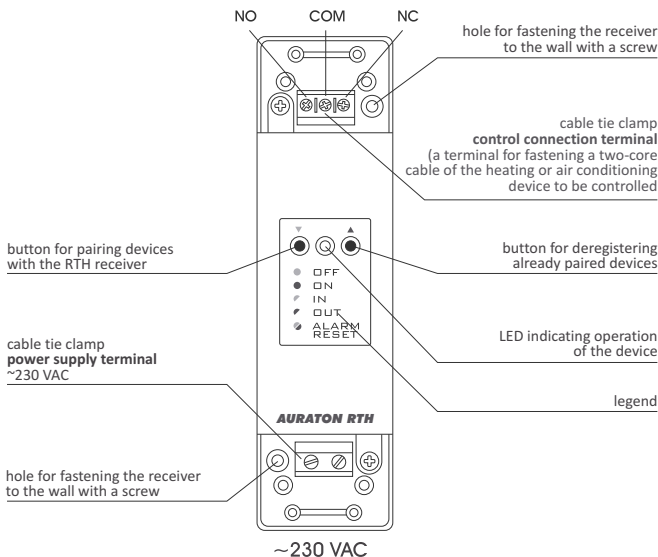 NO COM NC
hole for fastening the receiver
to the wall with a screw
cable tie clamp
control connection terminal
(a terminal for fastening a two-core
cable of the heating or air conditioning
device to be controlled
button for pairing devices
with the RTH receiver
button for deregistering
already paired devices
OFF
ON
IN
OUT
ALARM
RESET
LED indicating operation
of the device
cable tie clamp
power supply terminal
~230 VAC
legend
AURATON RTH
hole for fastening the receiver
to the wall with a screw
~230 VAC